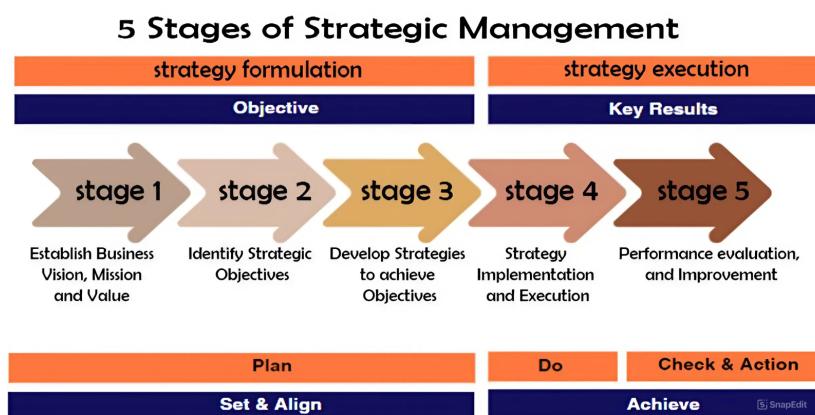 5 Stages of Strategic Management
strategy formulation
strategy execution
Objective
Key Results
stage 1
stage 2
stage 3
stage 4
stage 5
Establish Business
Vision, Mission
and Value
Identify Strategic
Objectives
Develop Strategies
to achieve
Objectives
Strategy
Implementation
and Execution
Performance evaluation,
and Improvement
Plan
Do
Check & Action
Set & Align
Achieve
SnapEdit